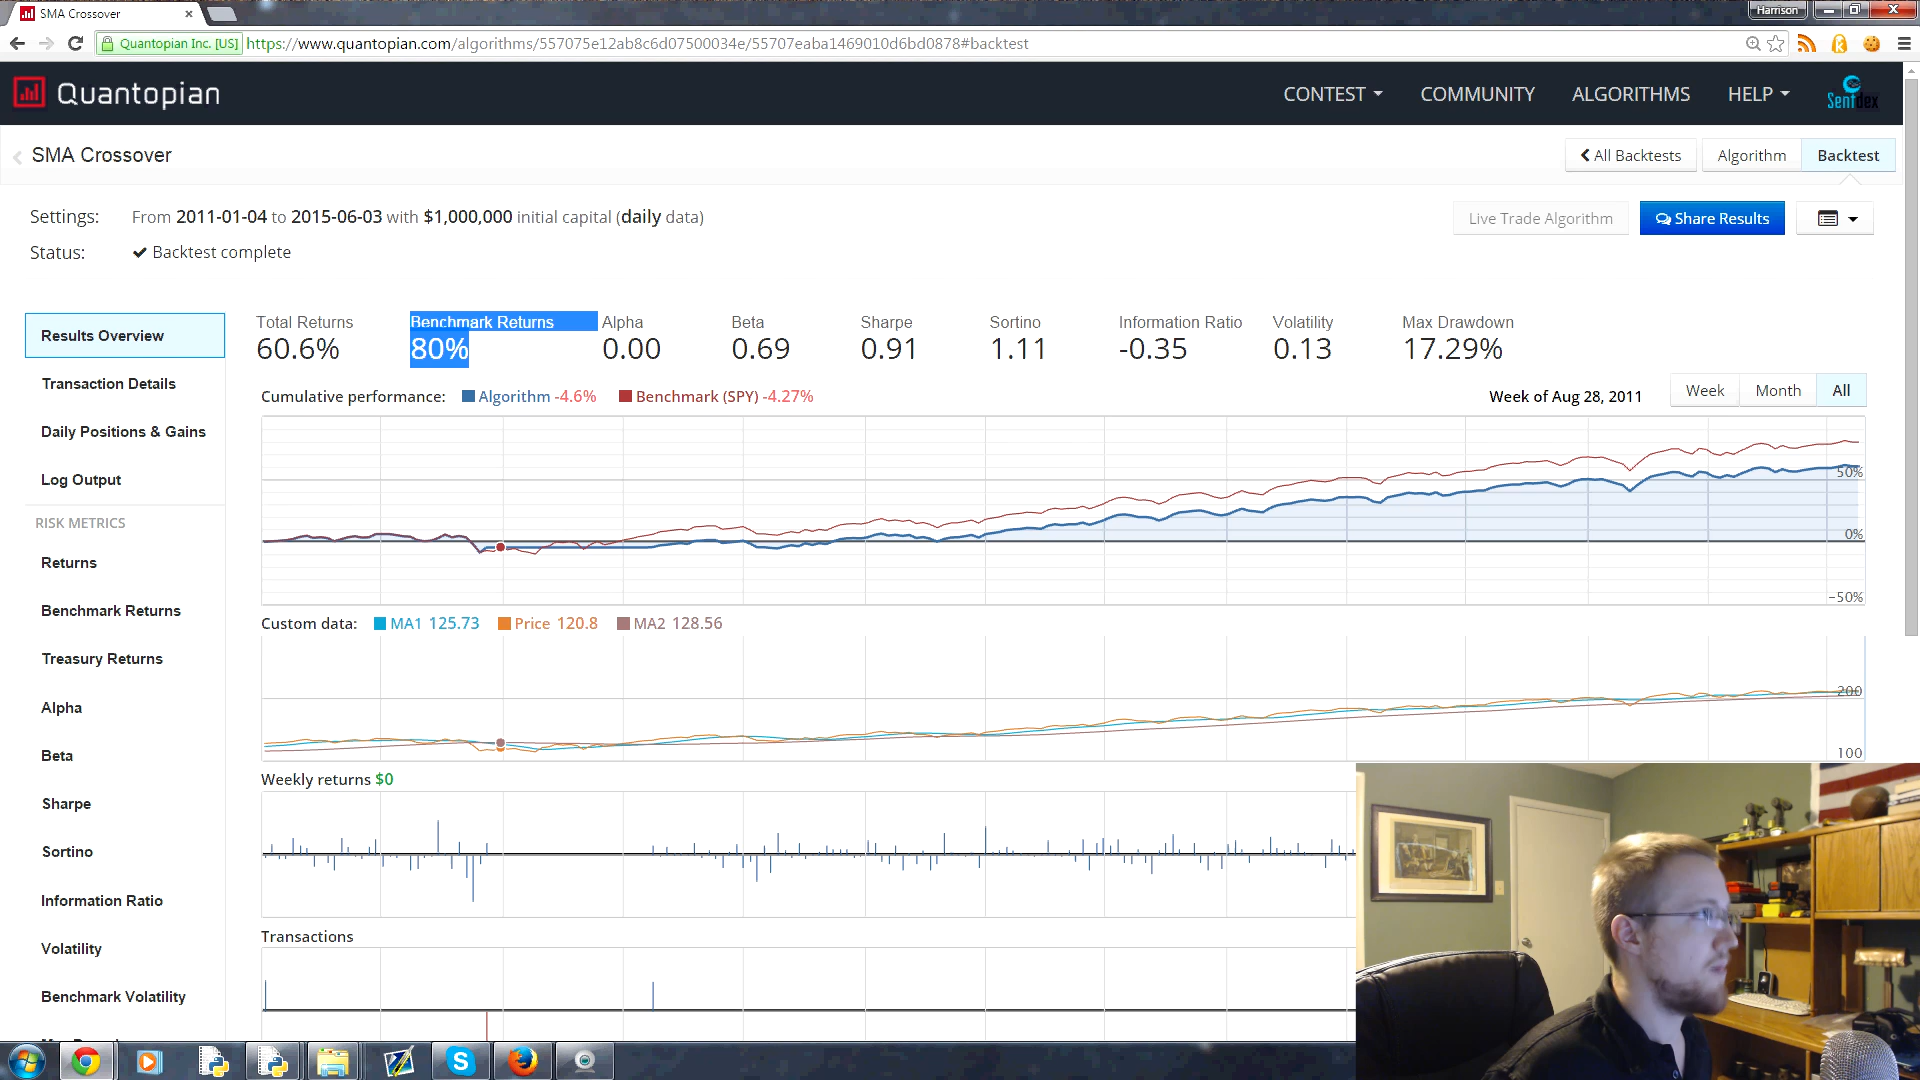 SMA Crossover
Harrison
Quantopian Inc. [US] https://www.quantopian.com/algorithms/557075e12ab8c6d07500034e/55707eaba1469010d6bd0878#backtest
Quantopian
CONTEST
COMMUNITY
ALGORITHMS
HELP
Sentdex
SMA Crossover
All Backtests
Algorithm
Backtest
Settings: From 2011-01-04 to 2015-06-03 with $1,000,000 initial capital (daily data)
Live Trade Algorithm
Share Results
Status: Backtest complete
Results Overview
Transaction Details
Daily Positions & Gains
Log Output
RISK METRICS
Returns
Benchmark Returns
Treasury Returns
Alpha
Beta
Sharpe
Sortino
Information Ratio
Volatility
Benchmark Volatility
Total Returns
60.6%
Benchmark Returns
80%
Alpha
0.00
Beta
0.69
Sharpe
0.91
Sortino
1.11
Information Ratio
-0.35
Volatility
0.13
Max Drawdown
17.29%
Cumulative performance: Algorithm -4.6% Benchmark (SPY) -4.27%
Week of Aug 28, 2011
Week
Month
All
50%
0%
-50%
Custom data: MA1 125.73 Price 120.8 MA2 128.56
200
100
Weekly returns $0
Transactions